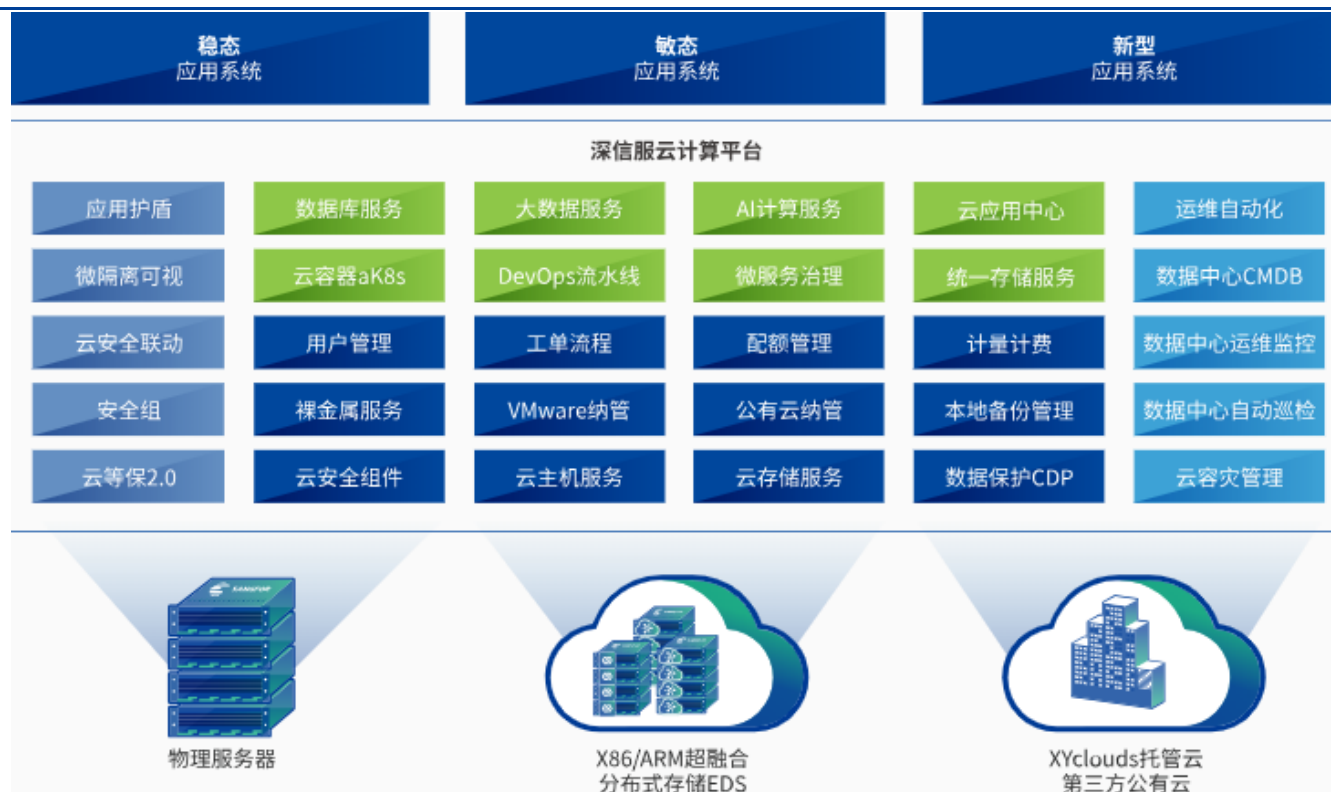 稳态
应用系统
敏态
应用系统
新型
应用系统
深信服云计算平台
应用护盾
数据库服务
大数据服务
AI计算服务
云应用中心
运维自动化
微隔离可视
云容器aK8s
DevOps流水线
微服务治理
统一存储服务
数据中心CMDB
云安全联动
用户管理
工单流程
配额管理
计量计费
数据中心运维监控
安全组
裸金属服务
VMware纳管
公有云纳管
本地备份管理
数据中心自动巡检
云等保2.0
云安全组件
云主机服务
云存储服务
数据保护CDP
云容灾管理
SANGFOR
物理服务器
X86/ARM超融合
分布式存储EDS
XYclouds托管云
第三方公有云